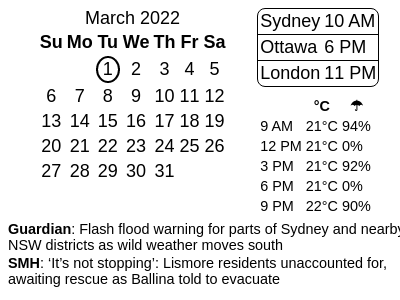 March 2022
Su Mo Tu We Th Fr Sa
1 2 3 4 5
6 7 8 9 10 11 12
13 14 15 16 17 18 19
20 21 22 23 24 25 26
27 28 29 30 31
Sydney 10 AM
Ottawa 6 PM
London 11 PM
°C ☂
9 AM 21°C 94%
12 PM 21°C 0%
3 PM 21°C 92%
6 PM 21°C 0%
9 PM 22°C 90%
Guardian: Flash flood warning for parts of Sydney and nearby
NSW districts as wild weather moves south
SMH: ‘It’s not stopping’: Lismore residents unaccounted for,
awaiting rescue as Ballina told to evacuate